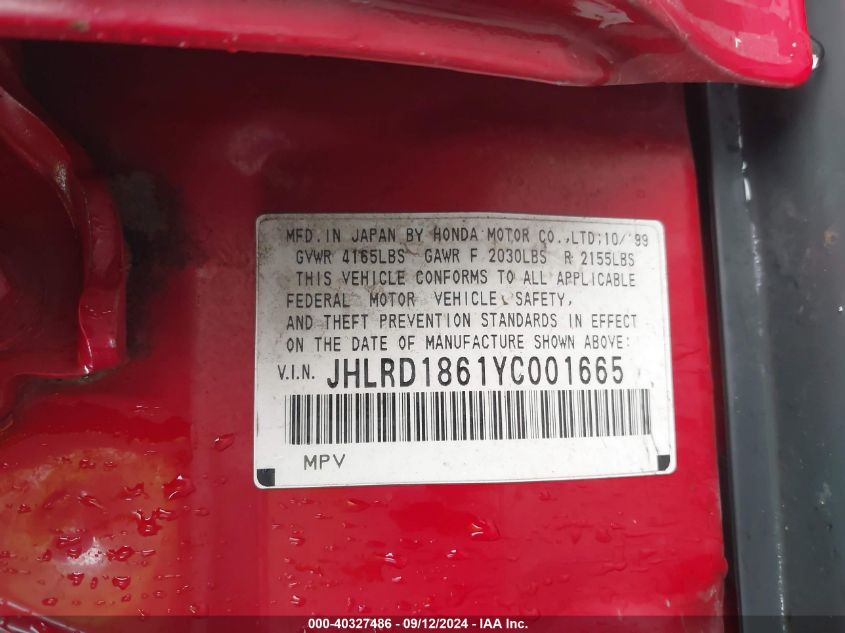 MFD. IN JAPAN BY HONDA MOTOR CO.,LTD;10/'99
GVWR 4165LBS GAWR F 2030LBS R 2155LBS
THIS VEHICLE CONFORMS TO ALL APPLICABLE
FEDERAL MOTOR VEHICLE SAFETY,
AND THEFT PREVENTION STANDARDS IN EFFECT
ON THE DATE OF MANUFACTURE SHOWN ABOVE:
V.I.N. JHLRD1861YC001665
MPV
000-40327486 - 09/12/2024 - IAA Inc.